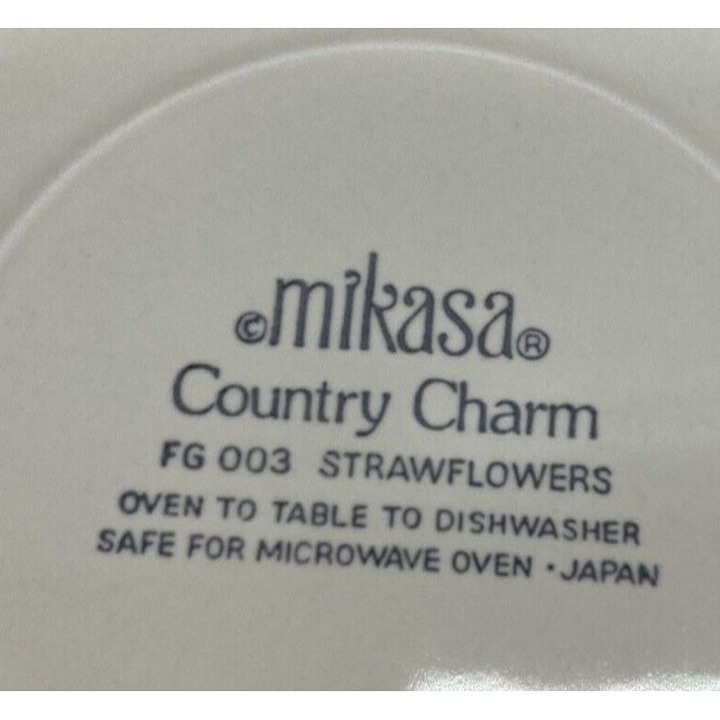 ©mikasa®
Country Charm
FG 003 STRAWFLOWERS
OVEN TO TABLE TO DISHWASHER
SAFE FOR MICROWAVE OVEN • JAPAN